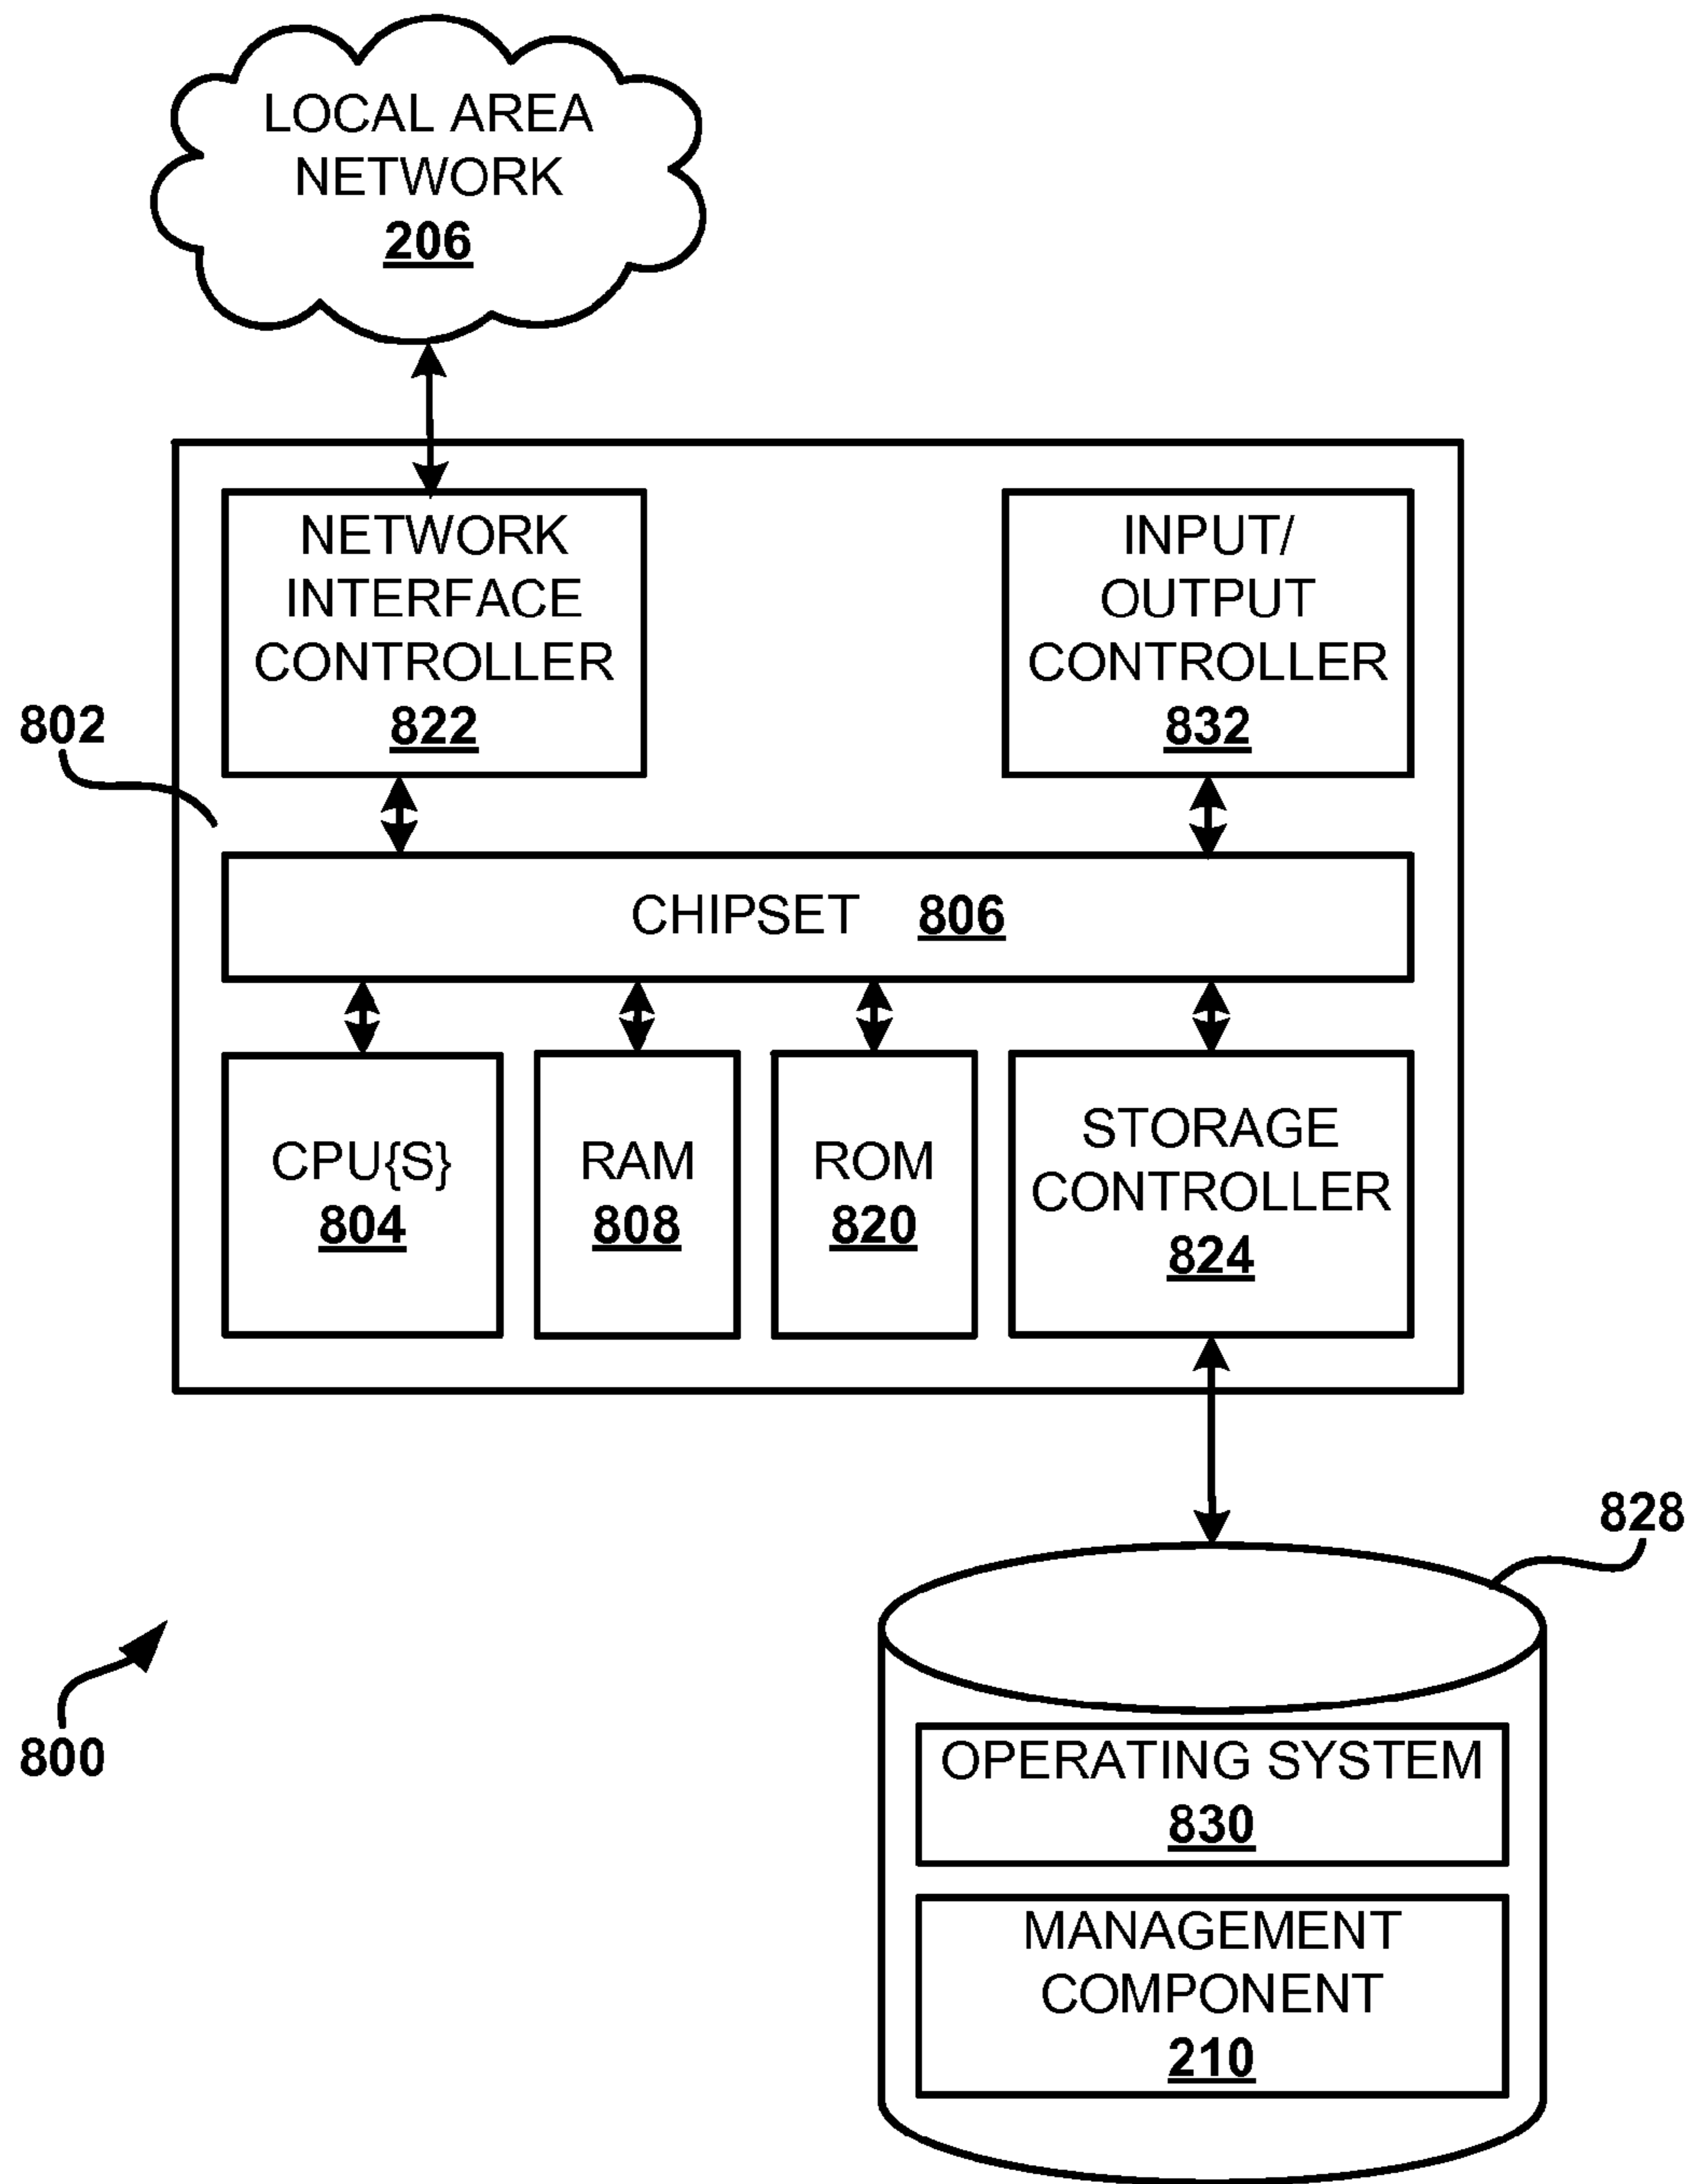 LOCAL AREA
NETWORK
206
NETWORK
INTERFACE
CONTROLLER
822
INPUT/
OUTPUT
CONTROLLER
832
802
CHIPSET 806
CPU{S}
804
RAM
808
ROM
820
STORAGE
CONTROLLER
824
828
800
OPERATING SYSTEM
830
MANAGEMENT
COMPONENT
210